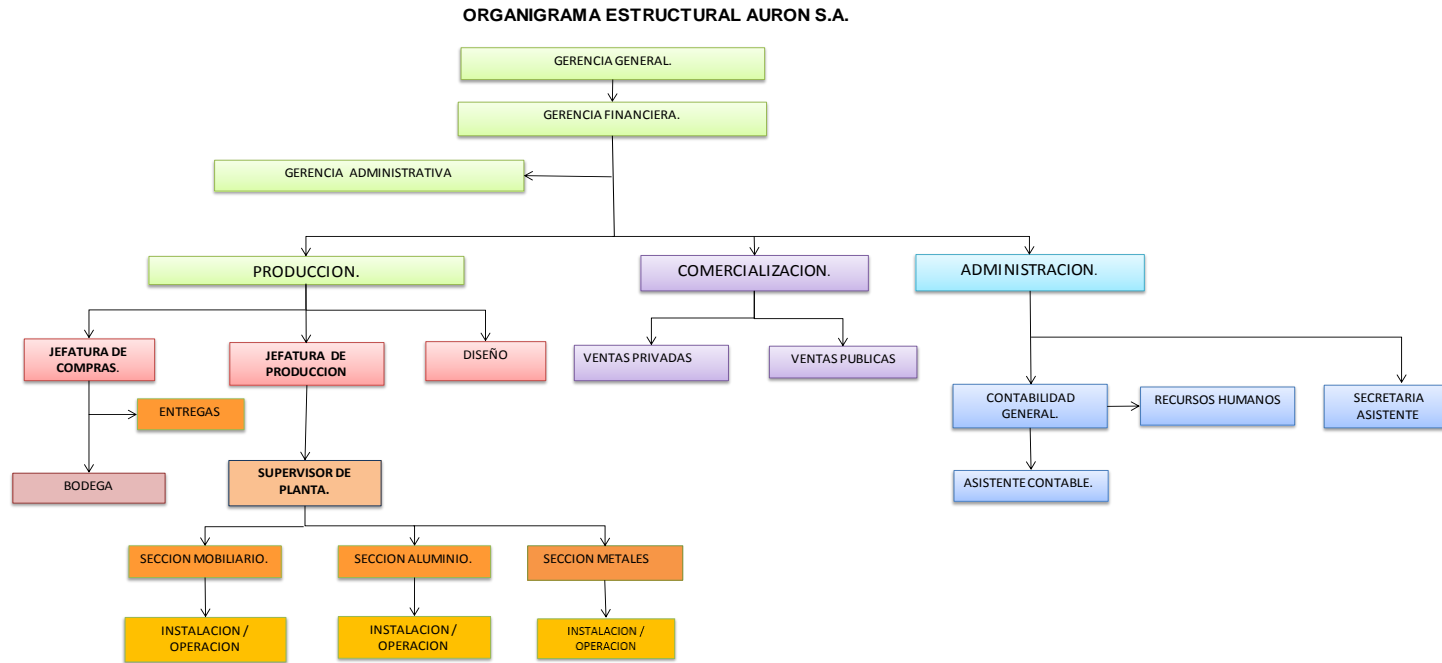 ORGANIGRAMA ESTRUCTURAL AURON S.A.
GERENCIA GENERAL.
GERENCIA FINANCIERA.
GERENCIA ADMINISTRATIVA
PRODUCCION.
COMERCIALIZACION.
ADMINISTRACION.
JEFATURA DE
COMPRAS.
JEFATURA DE
PRODUCCION
DISEÑO
VENTAS PRIVADAS
VENTAS PUBLICAS
CONTABILIDAD
GENERAL.
RECURSOS HUMANOS
SECRETARIA
ASISTENTE
ENTREGAS
BODEGA
SUPERVISOR DE
PLANTA.
ASISTENTE CONTABLE.
SECCION MOBILIARIO.
SECCION ALUMINIO.
SECCION METALES
INSTALACION /
OPERACION
INSTALACION /
OPERACION
INSTALACION /
OPERACION